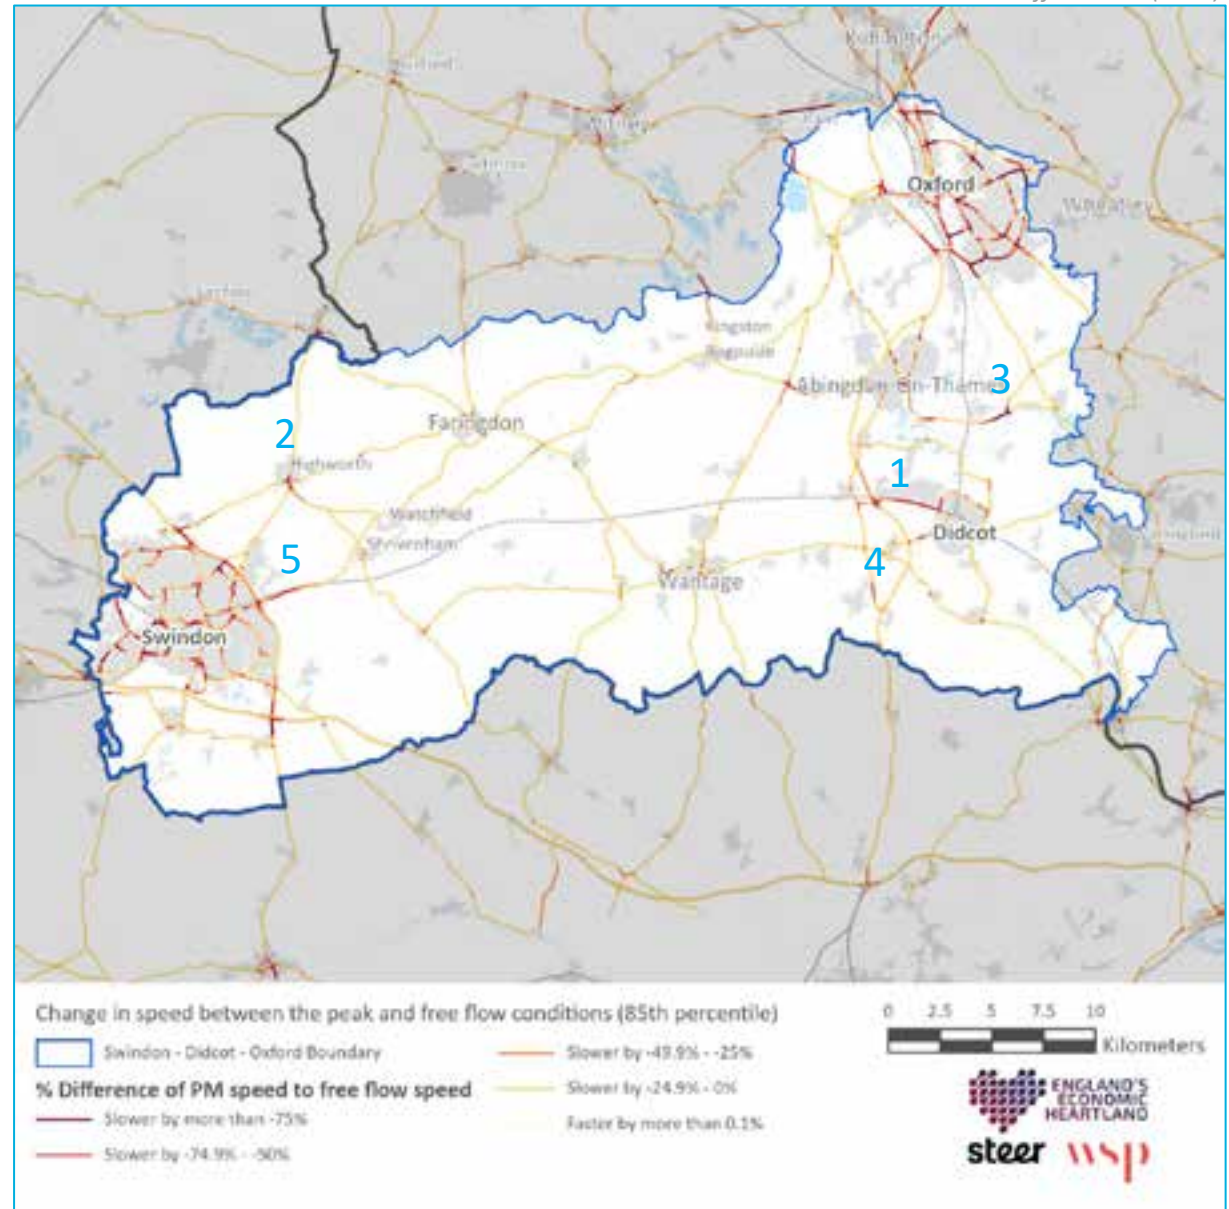 Oxford
Wheatley
Kingston
Bagpuize
Abingdon-on-Thames
3
Faringdon
2
Highworth
1
Watchfield
Shrivenham
Didcot
5
4
Wantage
Swindon
Change in speed between the peak and free flow conditions (85th percentile)
Swindon - Didcot - Oxford Boundary
% Difference of PM speed to free flow speed
Slower by more than -75%
Slower by -74.9% - -50%
Slower by -49.9% - -25%
Slower by -24.9% - 0%
Faster by more than 0.1%
0 2.5 5 7.5 10
Kilometers
ENGLAND'S
ECONOMIC
HEARTLAND
steer wsp